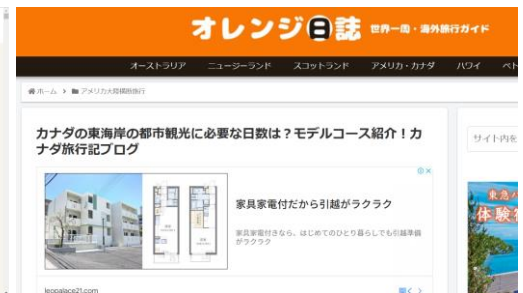 オレンジ日誌 世界一周・海外旅行ガイド
オーストラリア ニュージーランド スコットランド アメリカ・カナダ ハワイ ベト
ホーム > アメリカ大陸横断旅行
カナダの東海岸の都市観光に必要な日数は?モデルコース紹介!カ
ナダ旅行記ブログ
サイト内を
家具家電付だから引越がラクラク
家具家電付きなら、はじめてのひとり暮らしでも引越準備
がラクラク
leopalace21.com
開く >
東急
体験